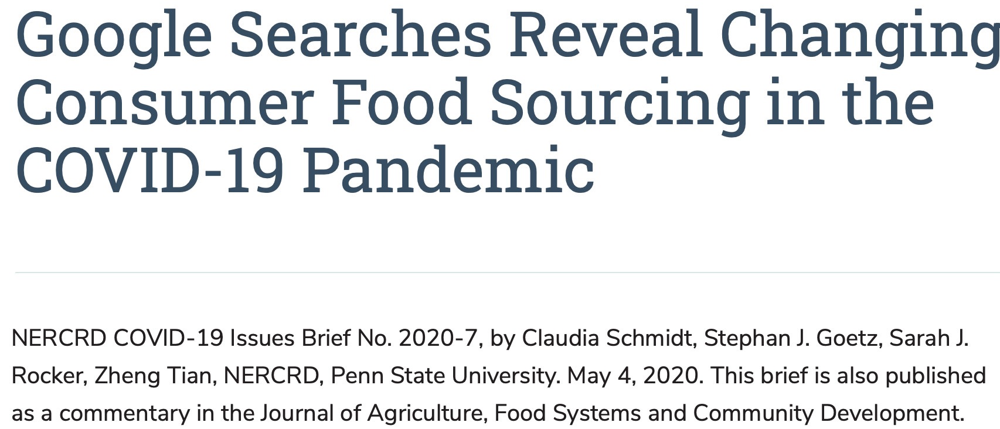 Google Searches Reveal Changing
Consumer Food Sourcing in the
COVID-19 Pandemic
NERCRD COVID-19 Issues Brief No. 2020-7, by Claudia Schmidt, Stephan J. Goetz, Sarah J.
Rocker, Zheng Tian, NERCRD, Penn State University. May 4, 2020. This brief is also published
as a commentary in the Journal of Agriculture, Food Systems and Community Development.